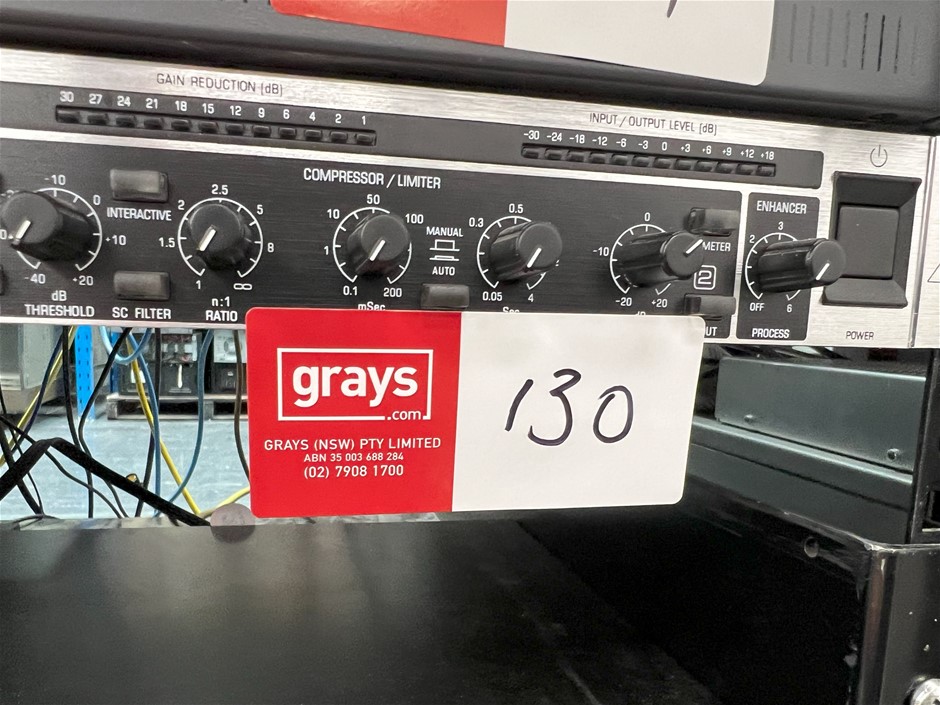 GAIN REDUCTION (dB)
30 27 24 21 18 15 12 9 6 4 2 1
INPUT / OUTPUT LEVEL (dB)
-30 -24 -18 -12 -6 -3 0 +3 +6 +9 +12 +18
COMPRESSOR / LIMITER
-10 0 +10 +20 -40
dB
THRESHOLD
INTERACTIVE
SC FILTER
2.5
2 5
1.5 8
1 ∞
n:1
RATIO
50
10 100
1
0.1 200
mSec
MANUAL
AUTO
0.5
0.3
0.05 4
Sec
0
-10
-20 +20
METER
2
ENHANCER
3
2
OFF 6
PROCESS
POWER
grays
.com
GRAYS (NSW) PTY LIMITED
ABN 35 003 688 284
(02) 7908 1700
130